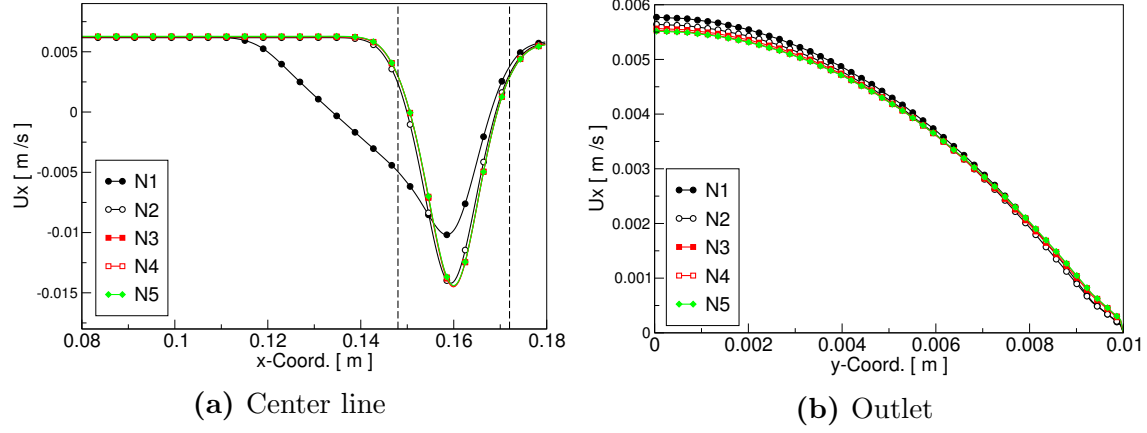 0.005
0
-0.005
-0.01
-0.015
Ux [ m /s ]
N1
N2
N3
N4
N5
0.08 0.1 0.12 0.14 0.16 0.18
x-Coord. [ m ]
(a) Center line
0.006
0.005
0.004
0.003
0.002
0.001
0
Ux [ m/s ]
N1
N2
N3
N4
N5
0 0.002 0.004 0.006 0.008 0.01
y-Coord. [ m ]
(b) Outlet